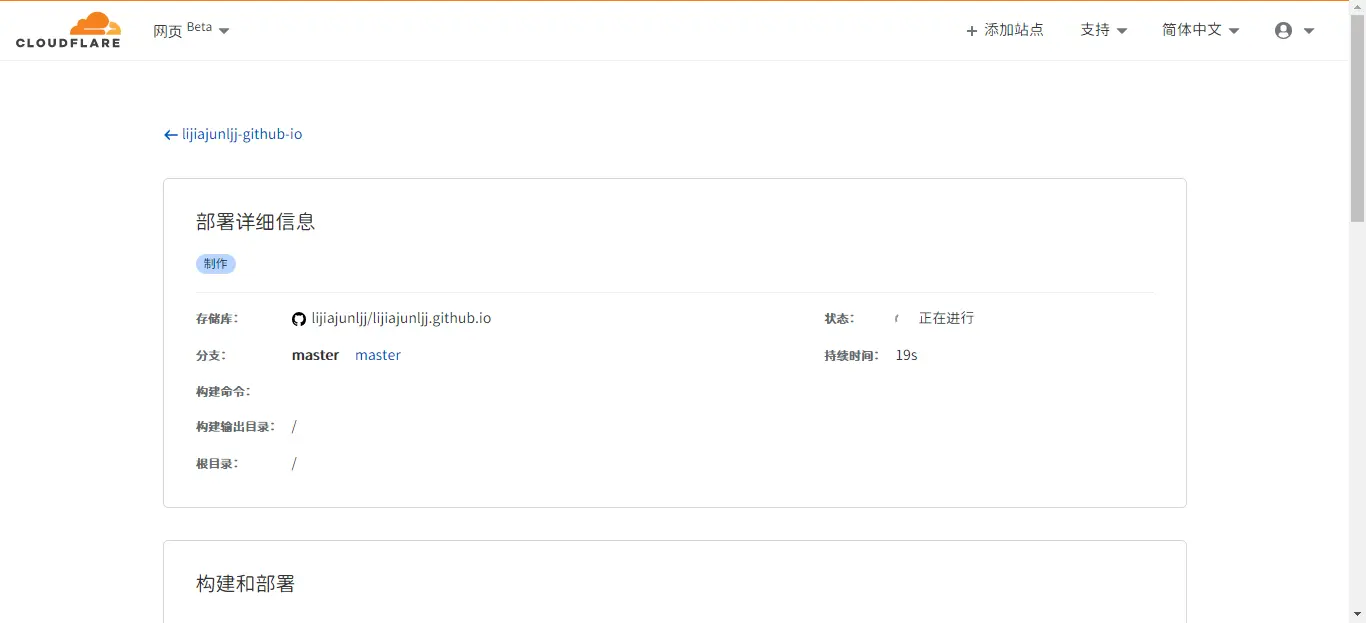 CLOUDFLARE
网页 Beta
添加站点
支持
简体中文
lijiajunljj-github-io
部署详细信息
制作
存储库： lijiajunljj/lijiajunljj.github.io
状态： 正在进行
分支： master master
持续时间： 19s
构建命令：
构建输出目录： /
根目录： /
构建和部署